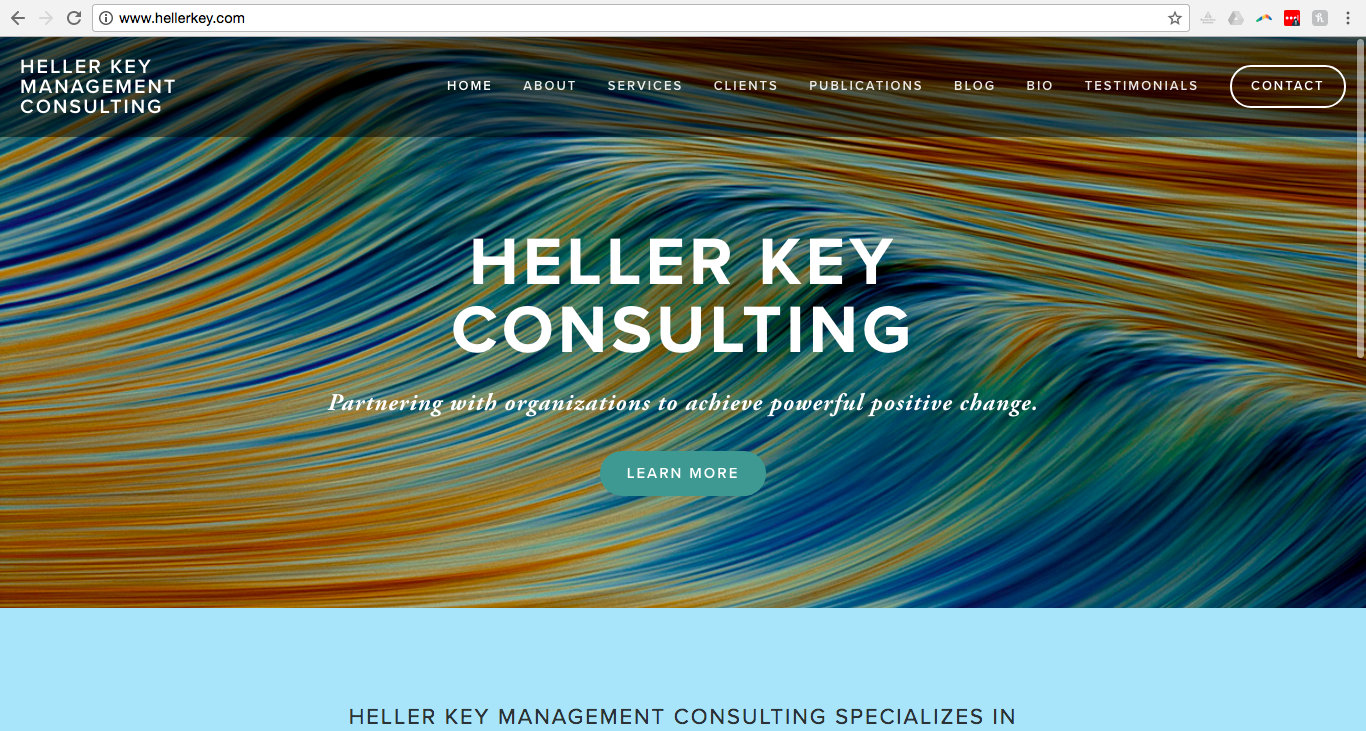 www.hellerkey.com
HELLER KEY
MANAGEMENT
CONSULTING
HOME ABOUT SERVICES CLIENTS PUBLICATIONS BLOG BIO TESTIMONIALS CONTACT
HELLER KEY
CONSULTING
Partnering with organizations to achieve powerful positive change.
LEARN MORE
HELLER KEY MANAGEMENT CONSULTING SPECIALIZES IN